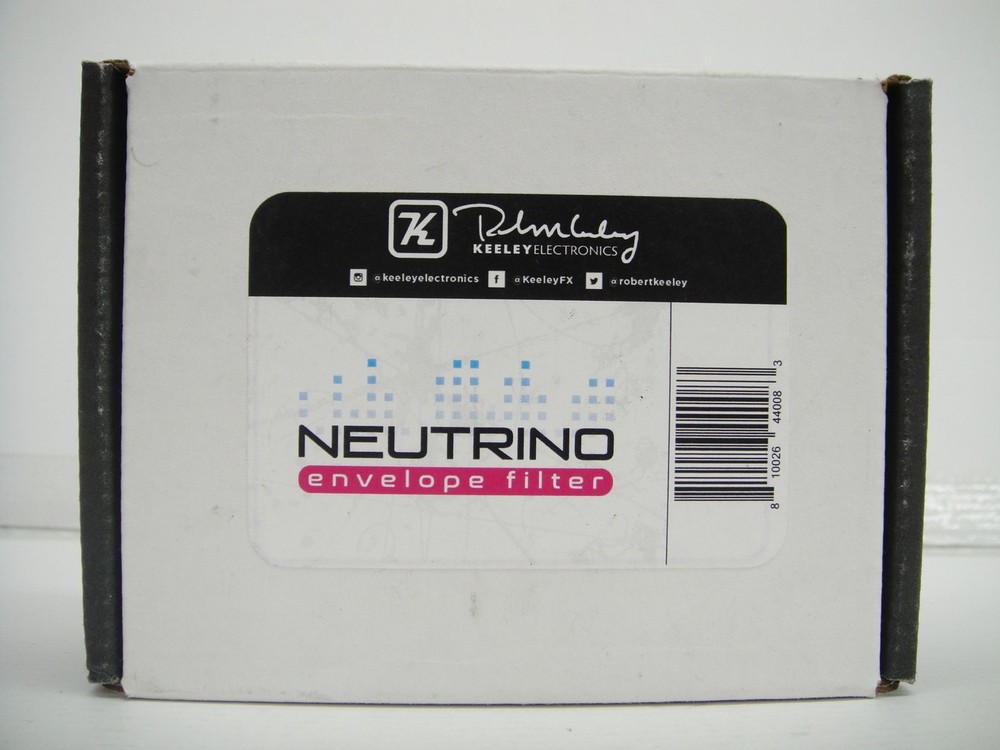 K Robert Keeley
KEELEYELECTRONICS
@keeleyelectronics f @KeeleyFX @robertkeeley
NEUTRINO
envelope filter
8 10026 44008 3